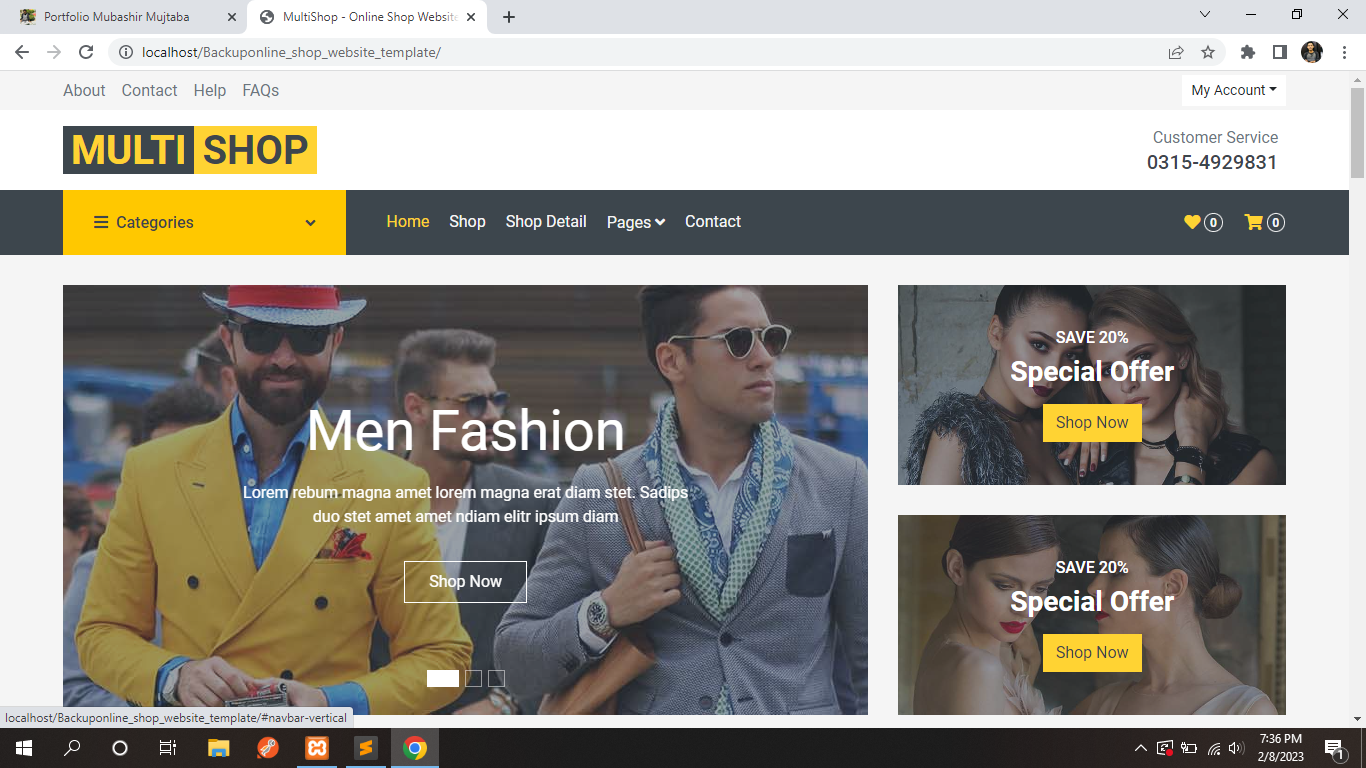 Portfolio Mubashir Mujtaba
MultiShop - Online Shop Website
localhost/Backuponline_shop_website_template/
About Contact Help FAQs
My Account
MULTI SHOP
Customer Service
0315-4929831
Categories
Home Shop Shop Detail Pages Contact
0 0
Men Fashion
Lorem rebum magna amet lorem magna erat diam stet. Sadips
duo stet amet amet ndiam elitr ipsum diam
Shop Now
SAVE 20%
Special Offer
Shop Now
SAVE 20%
Special Offer
Shop Now
localhost/Backuponline_shop_website_template/#navbar-vertical
7:36 PM
2/8/2023
1